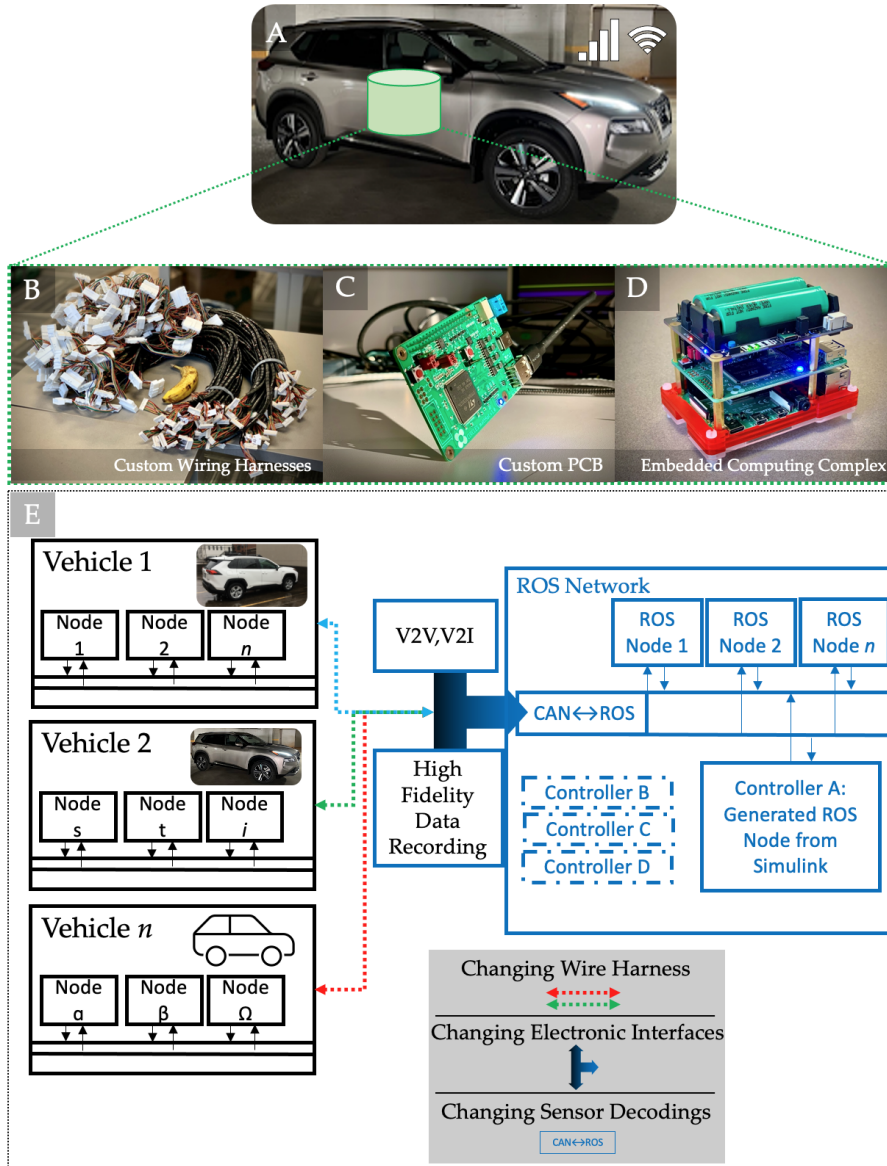 A
B
C
D
Custom Wiring Harnesses
Custom PCB
Embedded Computing Complex
E
Vehicle 1
Node
1
Node
2
Node
n
Vehicle 2
Node
s
Node
t
Node
i
Vehicle n
Node
α
Node
β
Node
Ω
V2V,V2I
High
Fidelity
Data
Recording
ROS Network
ROS
Node 1
ROS
Node 2
ROS
Node n
CAN↔ROS
Controller B
Controller C
Controller D
Controller A:
Generated ROS
Node from
Simulink
Changing Wire Harness
Changing Electronic Interfaces
Changing Sensor Decodings
CAN↔ROS